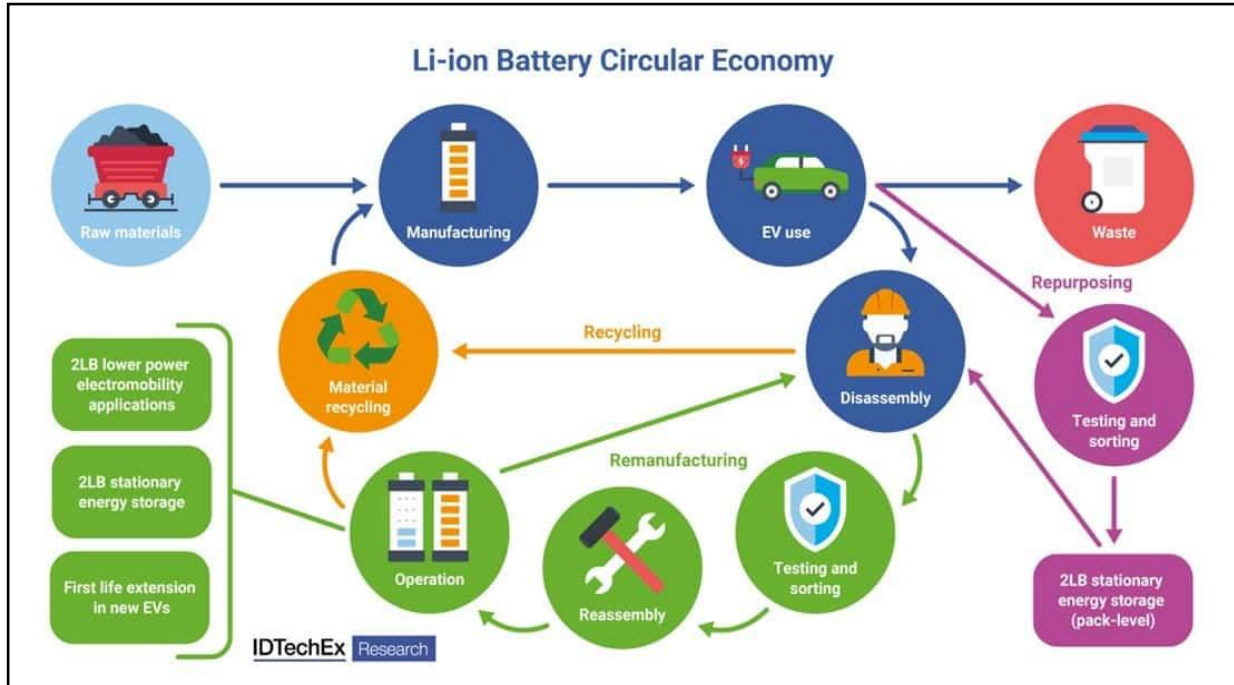 Li-ion Battery Circular Economy
Raw materials
Manufacturing
EV use
Waste
Repurposing
Recycling
Material
recycling
Disassembly
Testing and
sorting
2LB lower power
electromobility
applications
2LB stationary
energy storage
First life extension
in new EVs
Remanufacturing
Operation
Reassembly
Testing and
sorting
2LB stationary
energy storage
(pack-level)
IDTechEx Research